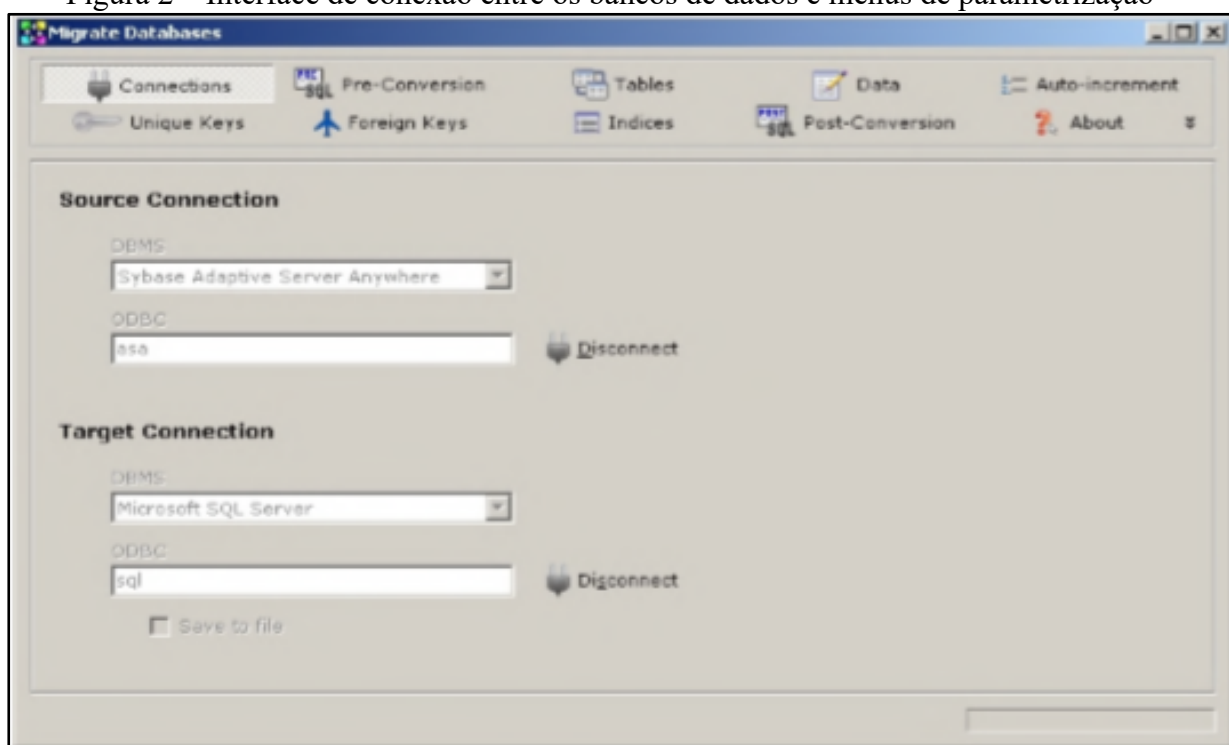 Figura 2 – Interface de conexão entre os bancos de dados e menus de parametrização
Migrate Databases
Connections Pre-Conversion Tables Data Auto-increment
Unique Keys Foreign Keys Indices Post-Conversion About
Source Connection
DBMS
Sybase Adaptive Server Anywhere
ODBC
asa Disconnect
Target Connection
DBMS
Microsoft SQL Server
ODBC
sql Disconnect
Save to file